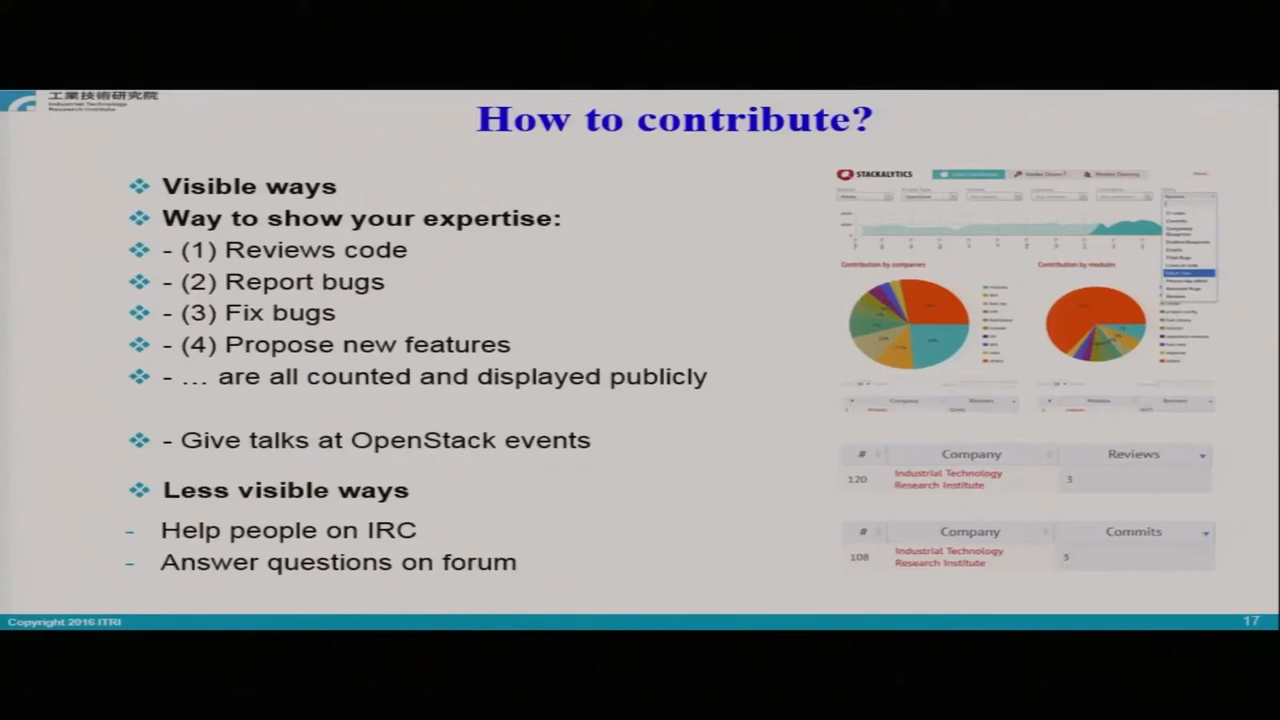 工業技術研究院
Industrial Technology
Research Institute
How to contribute?
Visible ways
Way to show your expertise:
- (1) Reviews code
- (2) Report bugs
- (3) Fix bugs
- (4) Propose new features
- ... are all counted and displayed publicly
- Give talks at OpenStack events
Less visible ways
- Help people on IRC
- Answer questions on forum
STACKALYTICS
Contribution by companies
Contribution by modules
# Company Reviews
120 Industrial Technology
Research Institute 3
# Company Commits
108 Industrial Technology
Research Institute 3
Copyright 2016 ITRI
17